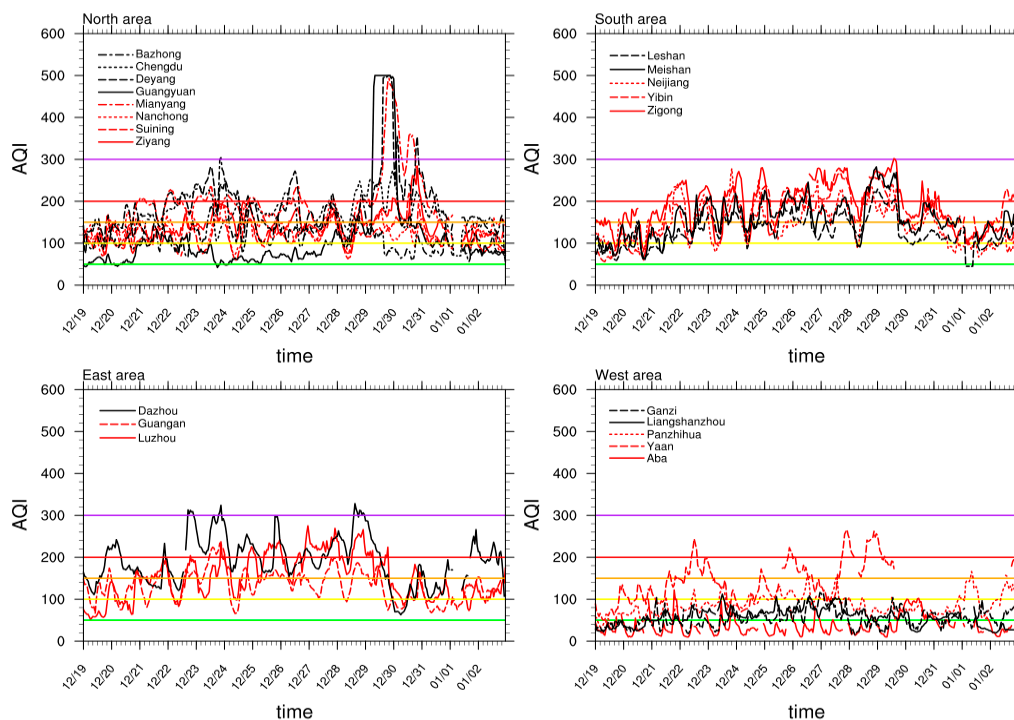 North area
600
500
400
300
200
100
0
AQI
Bazhong
Chengdu
Deyang
Guangyuan
Mianyang
Nanchong
Suining
Ziyang
12/19 12/20 12/21 12/22 12/23 12/24 12/25 12/26 12/27 12/28 12/29 12/30 12/31 01/01 01/02
time
South area
600
500
400
300
200
100
0
AQI
Leshan
Meishan
Neijiang
Yibin
Zigong
12/19 12/20 12/21 12/22 12/23 12/24 12/25 12/26 12/27 12/28 12/29 12/30 12/31 01/01 01/02
time
East area
600
500
400
300
200
100
0
AQI
Dazhou
Guangan
Luzhou
12/19 12/20 12/21 12/22 12/23 12/24 12/25 12/26 12/27 12/28 12/29 12/30 12/31 01/01 01/02
time
West area
600
500
400
300
200
100
0
AQI
Ganzi
Liangshanzhou
Panzhihua
Yaan
Aba
12/19 12/20 12/21 12/22 12/23 12/24 12/25 12/26 12/27 12/28 12/29 12/30 12/31 01/01 01/02
time